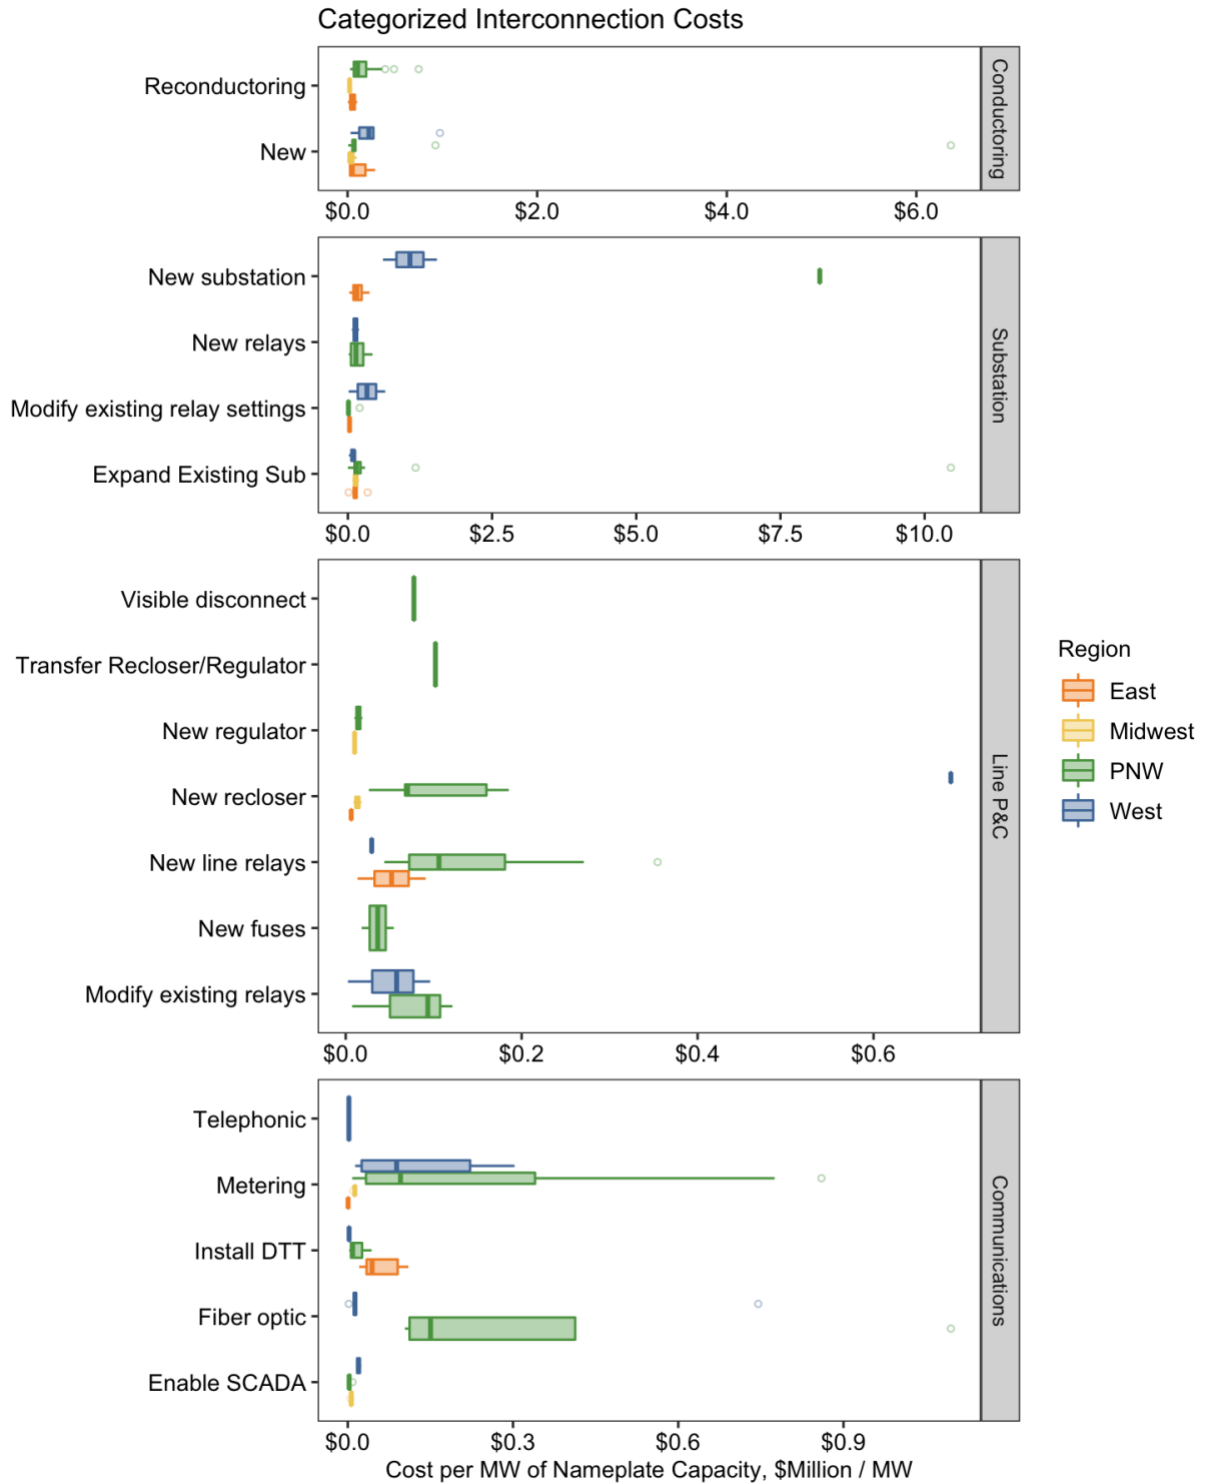 Categorized Interconnection Costs
Reconductoring
New
Conductoring
$0.0 $2.0 $4.0 $6.0
New substation
New relays
Modify existing relay settings
Expand Existing Sub
Substation
$0.0 $2.5 $5.0 $7.5 $10.0
Visible disconnect
Transfer Recloser/Regulator
New regulator
New recloser
New line relays
New fuses
Modify existing relays
Line P&C
$0.0 $0.2 $0.4 $0.6
Telephonic
Metering
Install DTT
Fiber optic
Enable SCADA
Communications
$0.0 $0.3 $0.6 $0.9
Cost per MW of Nameplate Capacity, $Million / MW
Region
East
Midwest
PNW
West